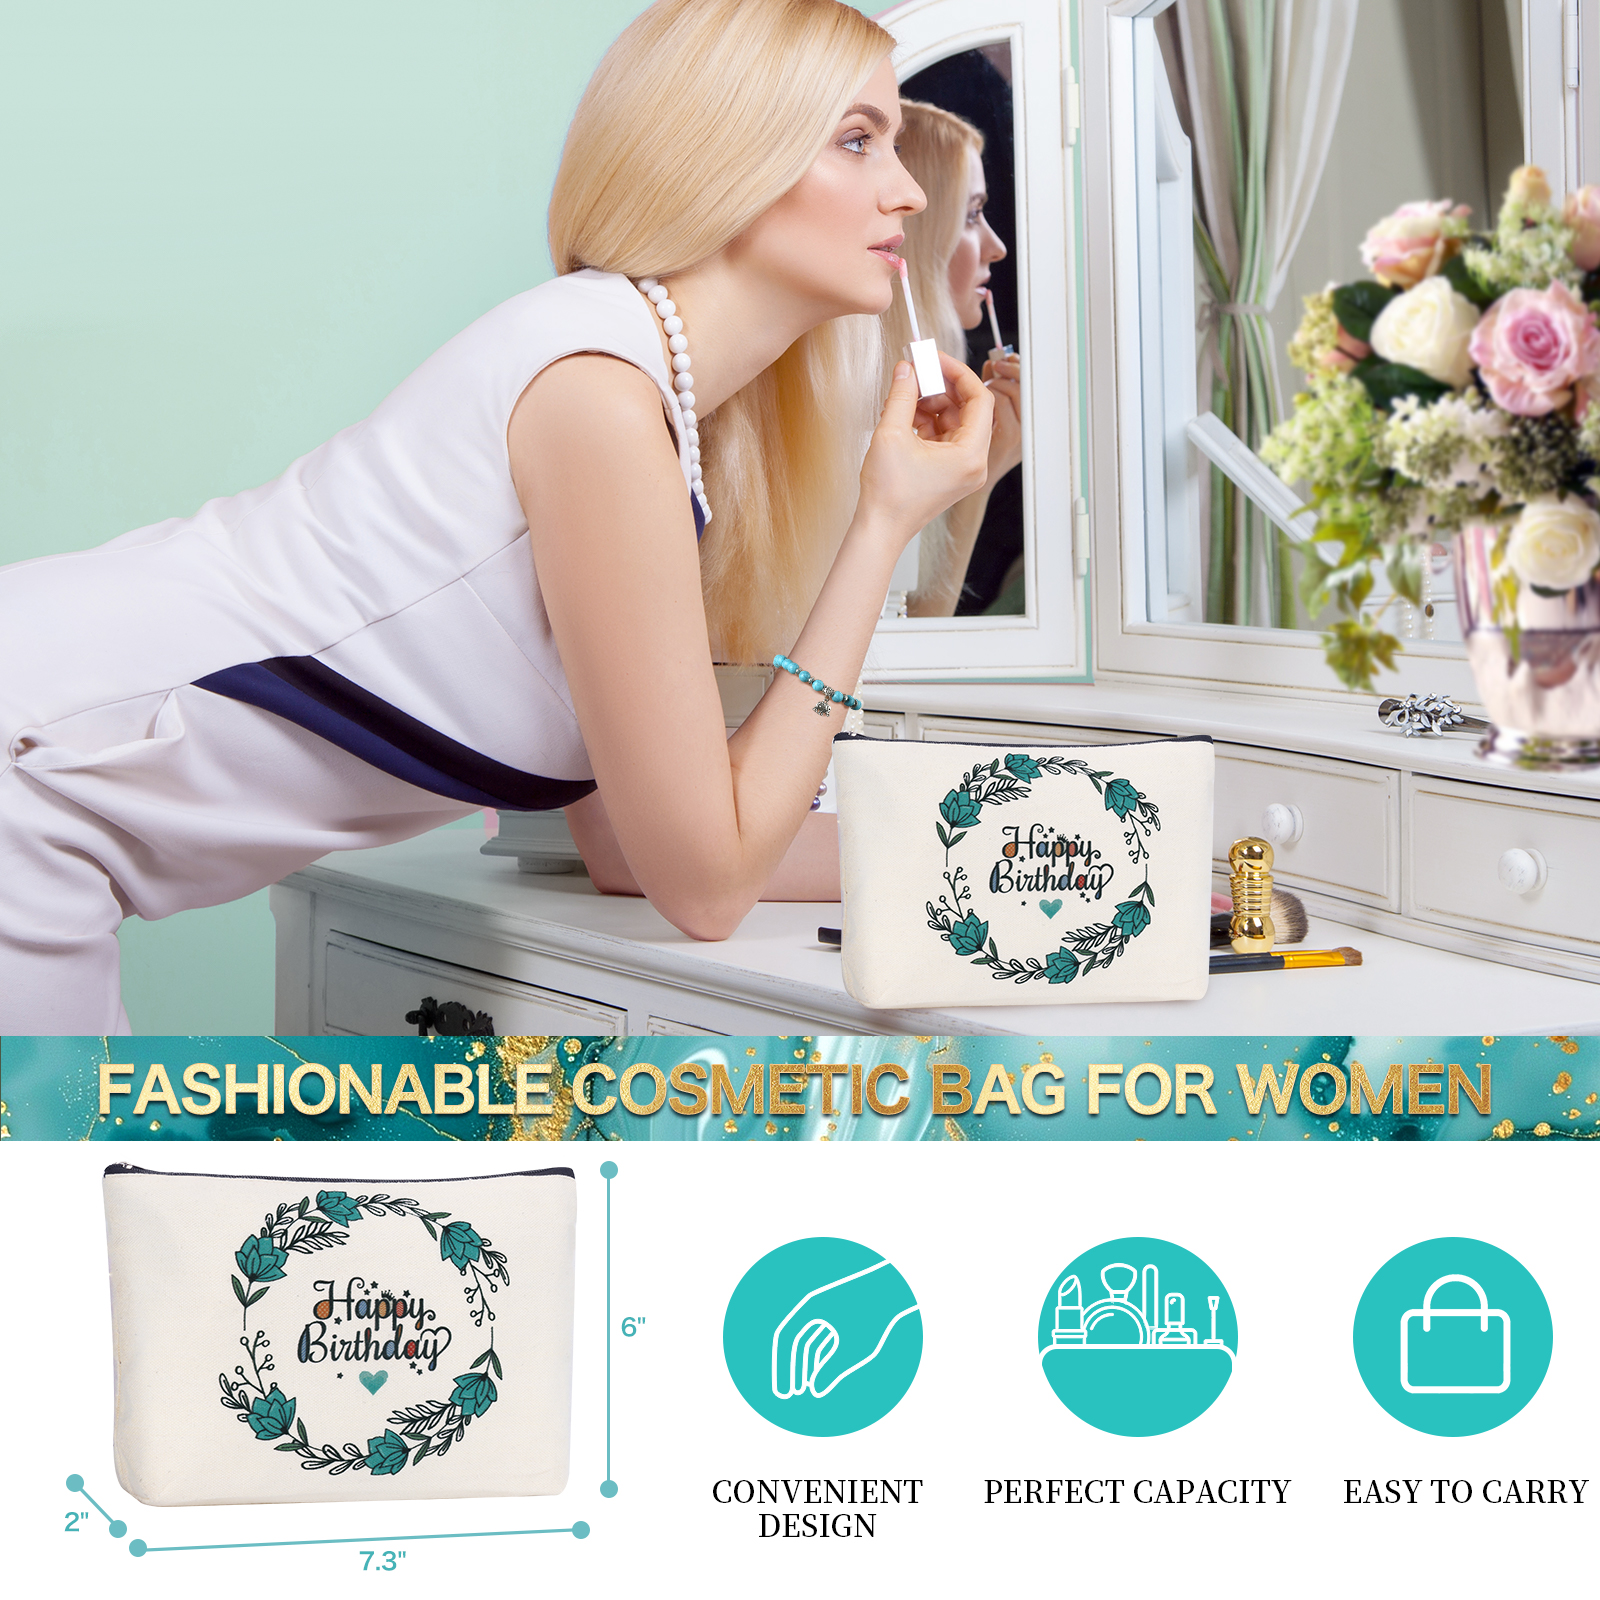 Happy
Birthday
FASHIONABLE COSMETIC BAG FOR WOMEN
Happy
Birthday
6"
2"
7.3"
CONVENIENT
DESIGN
PERFECT CAPACITY
EASY TO CARRY